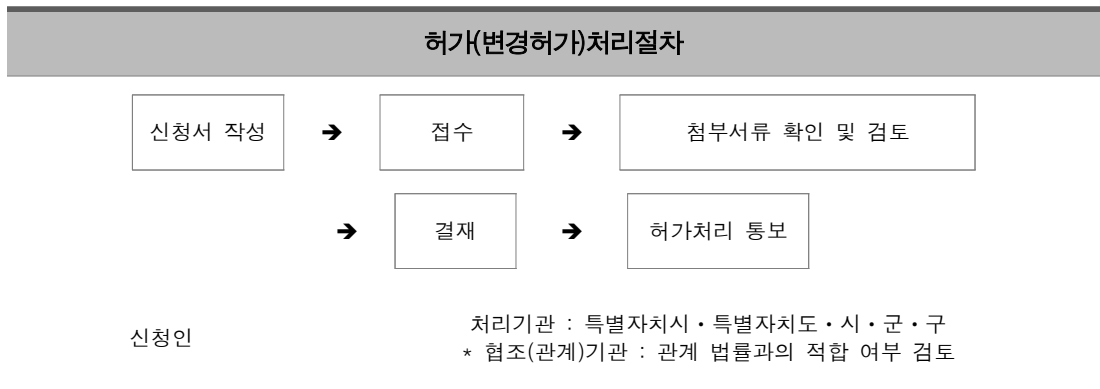 허가(변경허가)처리절차
신청서 작성 ➔ 접수 ➔ 첨부서류 확인 및 검토
➔ 결재 ➔ 허가처리 통보
신청인
처리기관 : 특별자치시・특별자치도・시・군・구
* 협조(관계)기관 : 관계 법률과의 적합 여부 검토